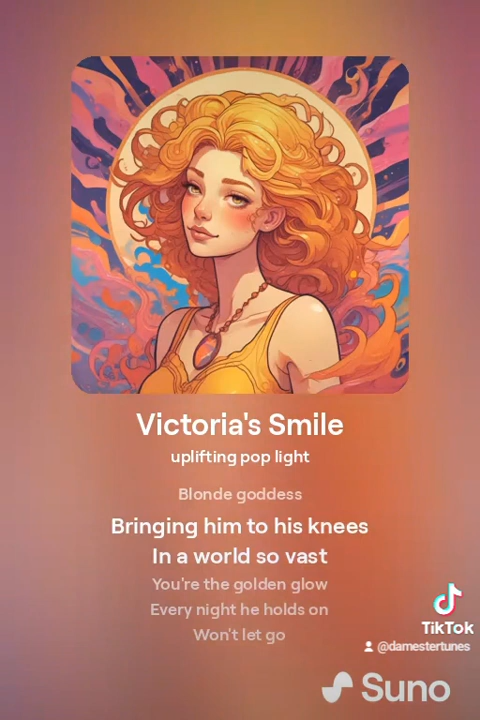 Victoria's Smile
uplifting pop light
Blonde goddess
Bringing him to his knees
In a world so vast
You're the golden glow
Every night he holds on
Won't let go
TikTok
@damestertunes
Suno